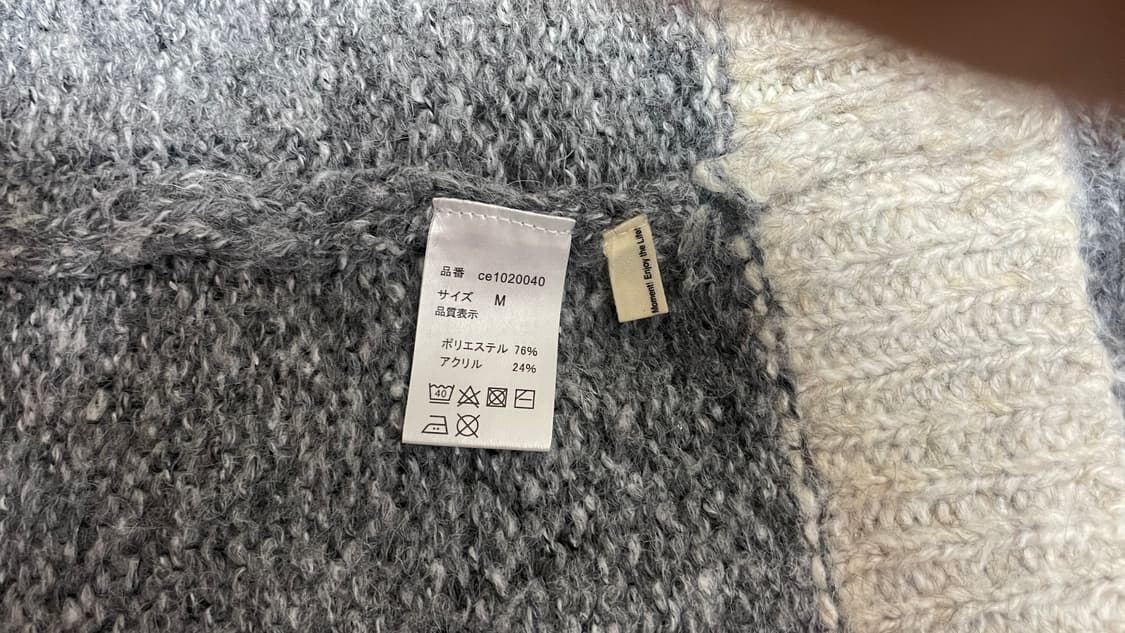 品番 ce1020040
サイズ M
品質表示
ポリエステル 76%
アクリル 24%
40
Moment! Enjoy the Life!